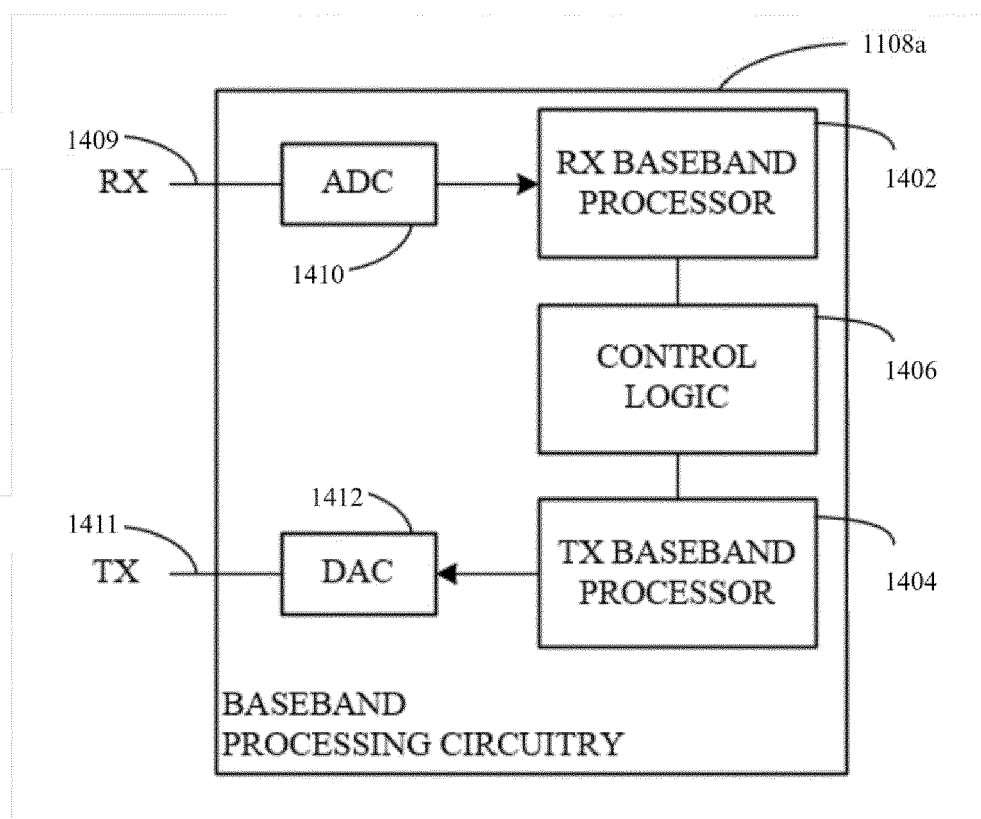 1108a
1409
RX
ADC
1410
RX BASEBAND
PROCESSOR
1402
CONTROL
LOGIC
1406
1411
TX
1412
DAC
TX BASEBAND
PROCESSOR
1404
BASEBAND
PROCESSING CIRCUITRY